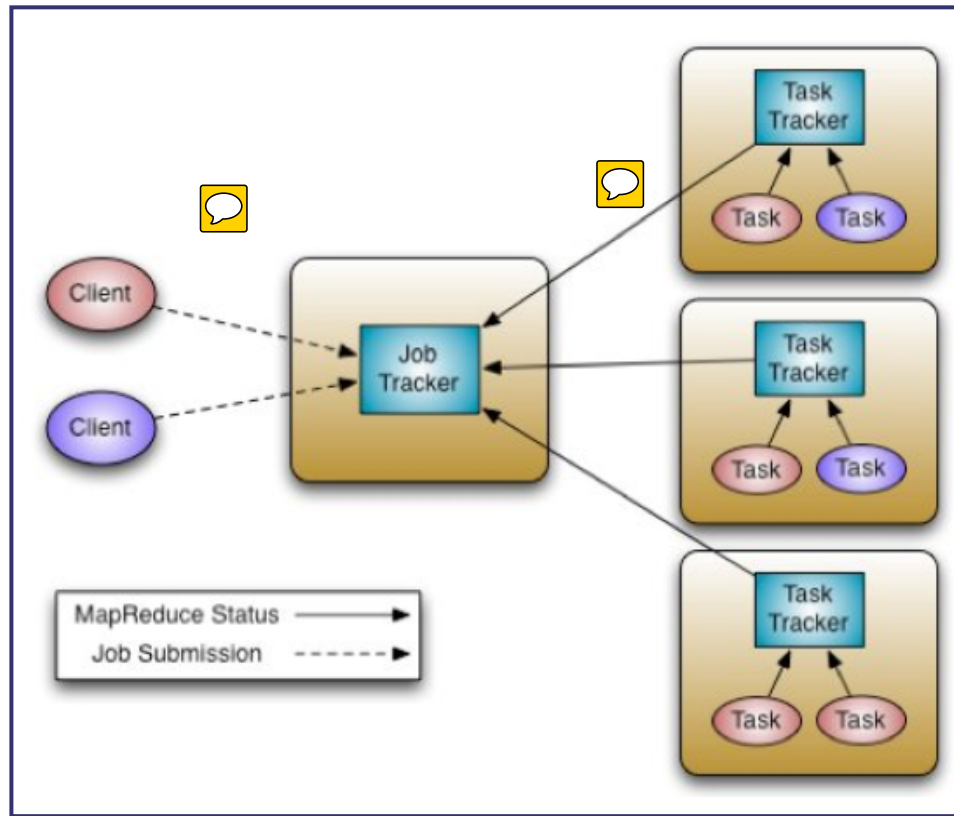 Task
Tracker
Task
Task
Client
Job
Tracker
Client
Task
Tracker
Task
Task
MapReduce Status
Job Submission
Task
Tracker
Task
Task